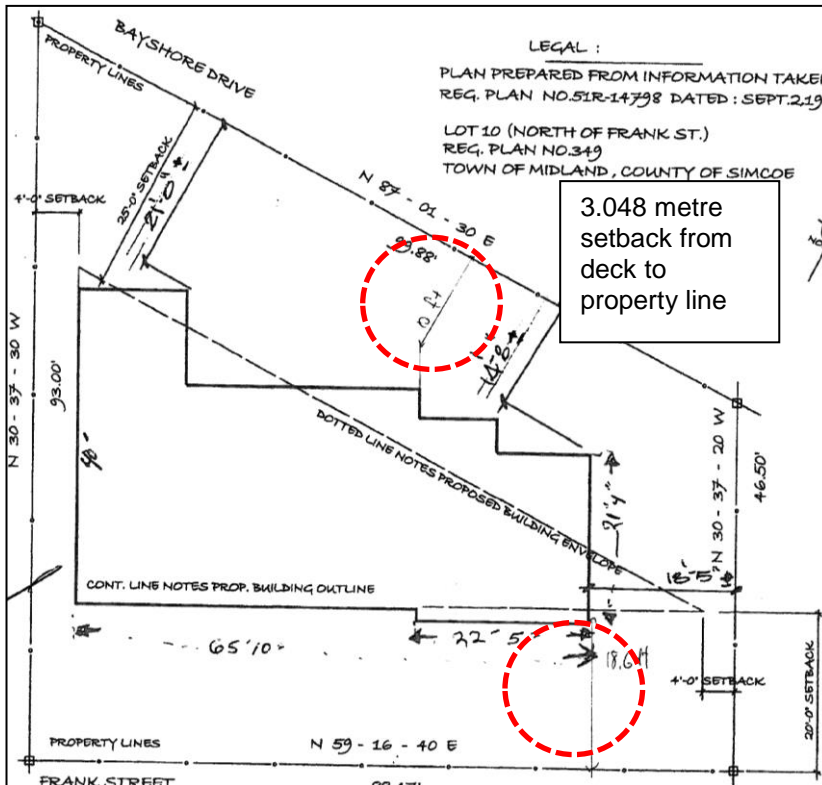 BAYSHORE DRIVE
PROPERTY LINES
LEGAL :
PLAN PREPARED FROM INFORMATION TAKEN
REG. PLAN NO.51R-14798 DATED : SEPT.2,19
LOT 10 (NORTH OF FRANK ST.)
REG. PLAN NO.349
TOWN OF MIDLAND, COUNTY OF SIMCOE
3.048 metre
setback from
deck to
property line
N 87 - 01 - 30 E
99.88'
25'-0" SETBACK
21'-0" ±
4'-0" SETBACK
10 ft
14'-8" ±
N 30 - 37 - 30 W
93.00'
40'-
DOTTED LINE NOTES PROPOSED BUILDING ENVELOPE
N 30 - 37 - 20 W
46.50'
21'4"
18'-5" ±
CONT. LINE NOTES PROP. BUILDING OUTLINE
65'10"
22'-5"
18.6 ft
4'-0" SETBACK
20'-0" SETBACK
PROPERTY LINES
N 59 - 16 - 40 E
FRANK STREET